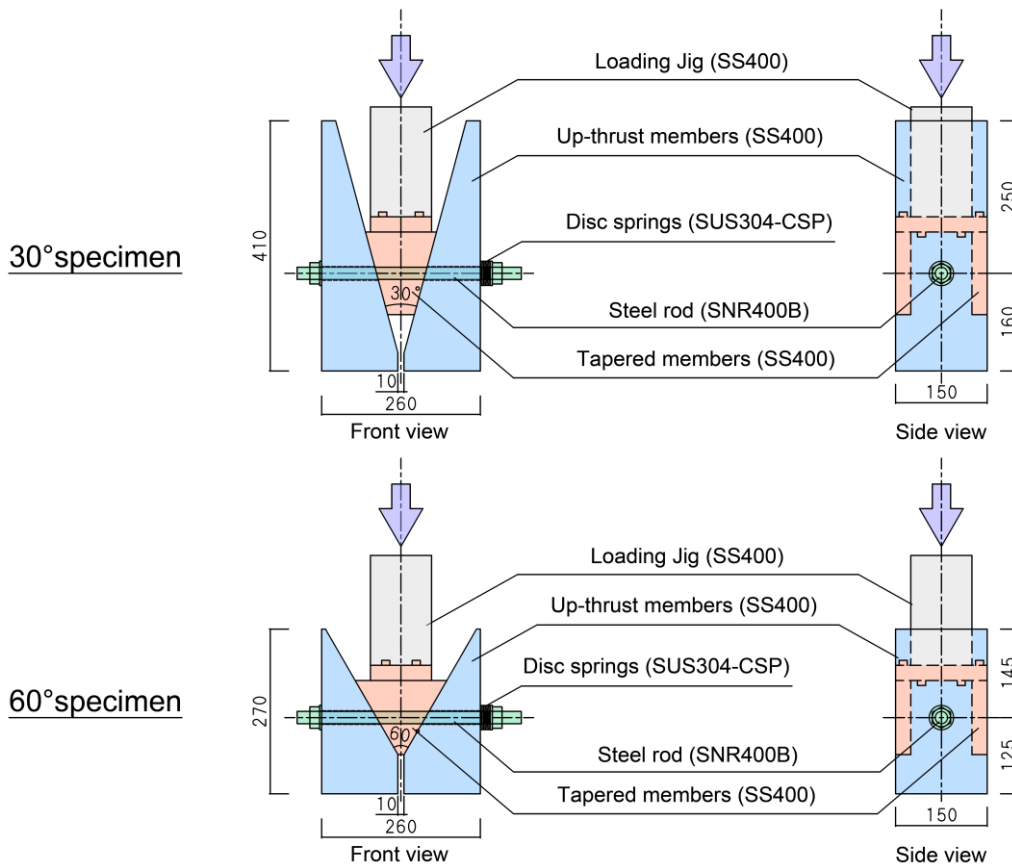 Loading Jig (SS400)
Up-thrust members (SS400)
Disc springs (SUS304-CSP)
30°specimen
410
250
30°
Steel rod (SNR400B)
160
Tapered members (SS400)
10
260
150
Front view
Side view
Loading Jig (SS400)
Up-thrust members (SS400)
Disc springs (SUS304-CSP)
60°specimen
270
145
60
Steel rod (SNR400B)
125
Tapered members (SS400)
10
260
150
Front view
Side view